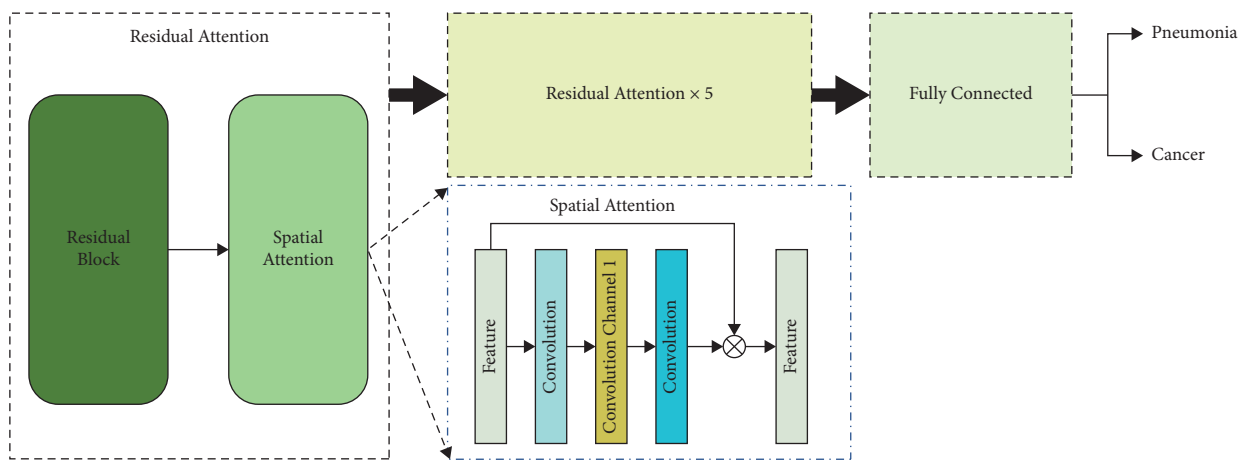 Residual Attention
Residual
Block
Spatial
Attention
Residual Attention × 5
Fully Connected
Pneumonia
Cancer
Spatial Attention
Feature
Convolution
Convolution Channel 1
Convolution
Feature